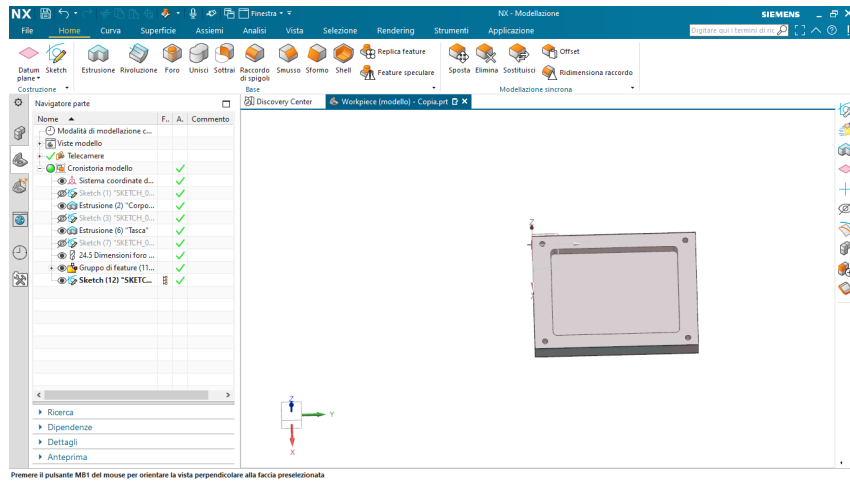 NX Finestra NX - Modellazione SIEMENS
File Home Curva Superficie Assiemi Analisi Vista Selezione Rendering Strumenti Applicazione Digitare qui i termini di ric
Replica feature Offset
Datum plane Sketch Estrusione Rivoluzione Foro Unisci Sottrai Raccordo di spigoli Smusso Sformo Shell Feature speculare Sposta Elimina Sostituisci Ridimensiona raccordo
Costruzione Base Modellazione sincrona
Navigatore parte Discovery Center Workpiece (modello) - Copia.prt
Nome F.. A. Commento
Modalità di modellazione c...
Viste modello
Telecamere
Cronistoria modello
Sistema coordinate d...
Sketch (1) "SKETCH_0...
Estrusione (2) "Corpo...
Sketch (3) "SKETCH_0...
Estrusione (6) "Tasca"
Sketch (7) "SKETCH_0...
24.5 Dimensioni foro ...
Gruppo di feature (11...
Sketch (12) "SKETC...
Z
Ricerca
Dipendenze
Dettagli
Anteprima
Z
Y
X
Premere il pulsante MB1 del mouse per orientare la vista perpendicolare alla faccia preselezionata